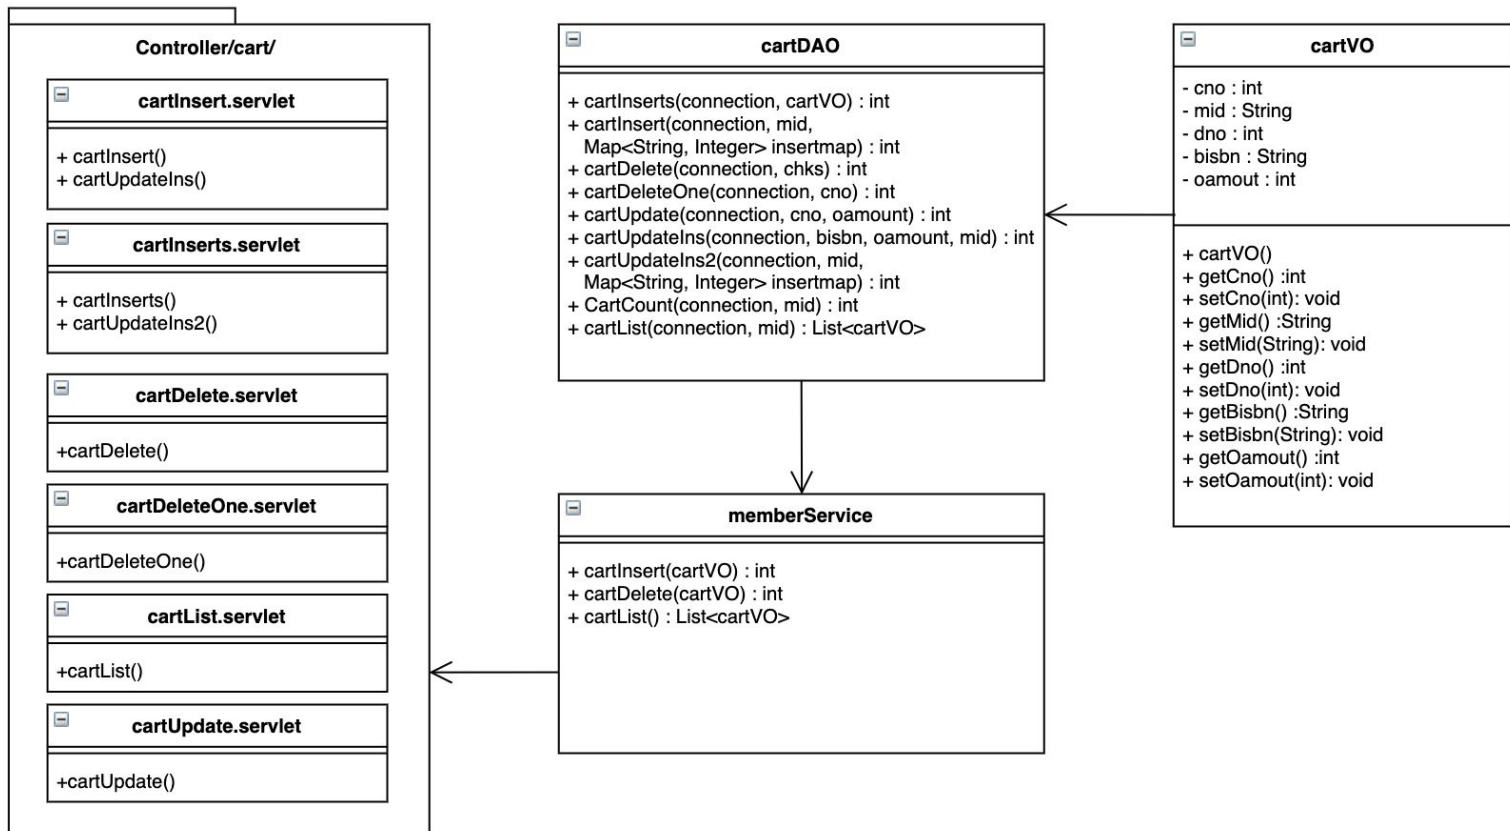 Controller/cart/
cartInsert.servlet
+ cartInsert()
+ cartUpdateIns()
cartInserts.servlet
+ cartInserts()
+ cartUpdateIns2()
cartDelete.servlet
+cartDelete()
cartDeleteOne.servlet
+cartDeleteOne()
cartList.servlet
+cartList()
cartUpdate.servlet
+cartUpdate()
cartDAO
+ cartInserts(connection, cartVO) : int
+ cartInsert(connection, mid,
Map<String, Integer> insertmap) : int
+ cartDelete(connection, chks) : int
+ cartDeleteOne(connection, cno) : int
+ cartUpdate(connection, cno, oamount) : int
+ cartUpdateIns(connection, bisbn, oamount, mid) : int
+ cartUpdateIns2(connection, mid,
Map<String, Integer> insertmap) : int
+ CartCount(connection, mid) : int
+ cartList(connection, mid) : List<cartVO>
memberService
+ cartInsert(cartVO) : int
+ cartDelete(cartVO) : int
+ cartList() : List<cartVO>
cartVO
- cno : int
- mid : String
- dno : int
- bisbn : String
- oamout : int
+ cartVO()
+ getCno() :int
+ setCno(int): void
+ getMid() :String
+ setMid(String): void
+ getDno() :int
+ setDno(int): void
+ getBisbn() :String
+ setBisbn(String): void
+ getOamout() :int
+ setOamout(int): void